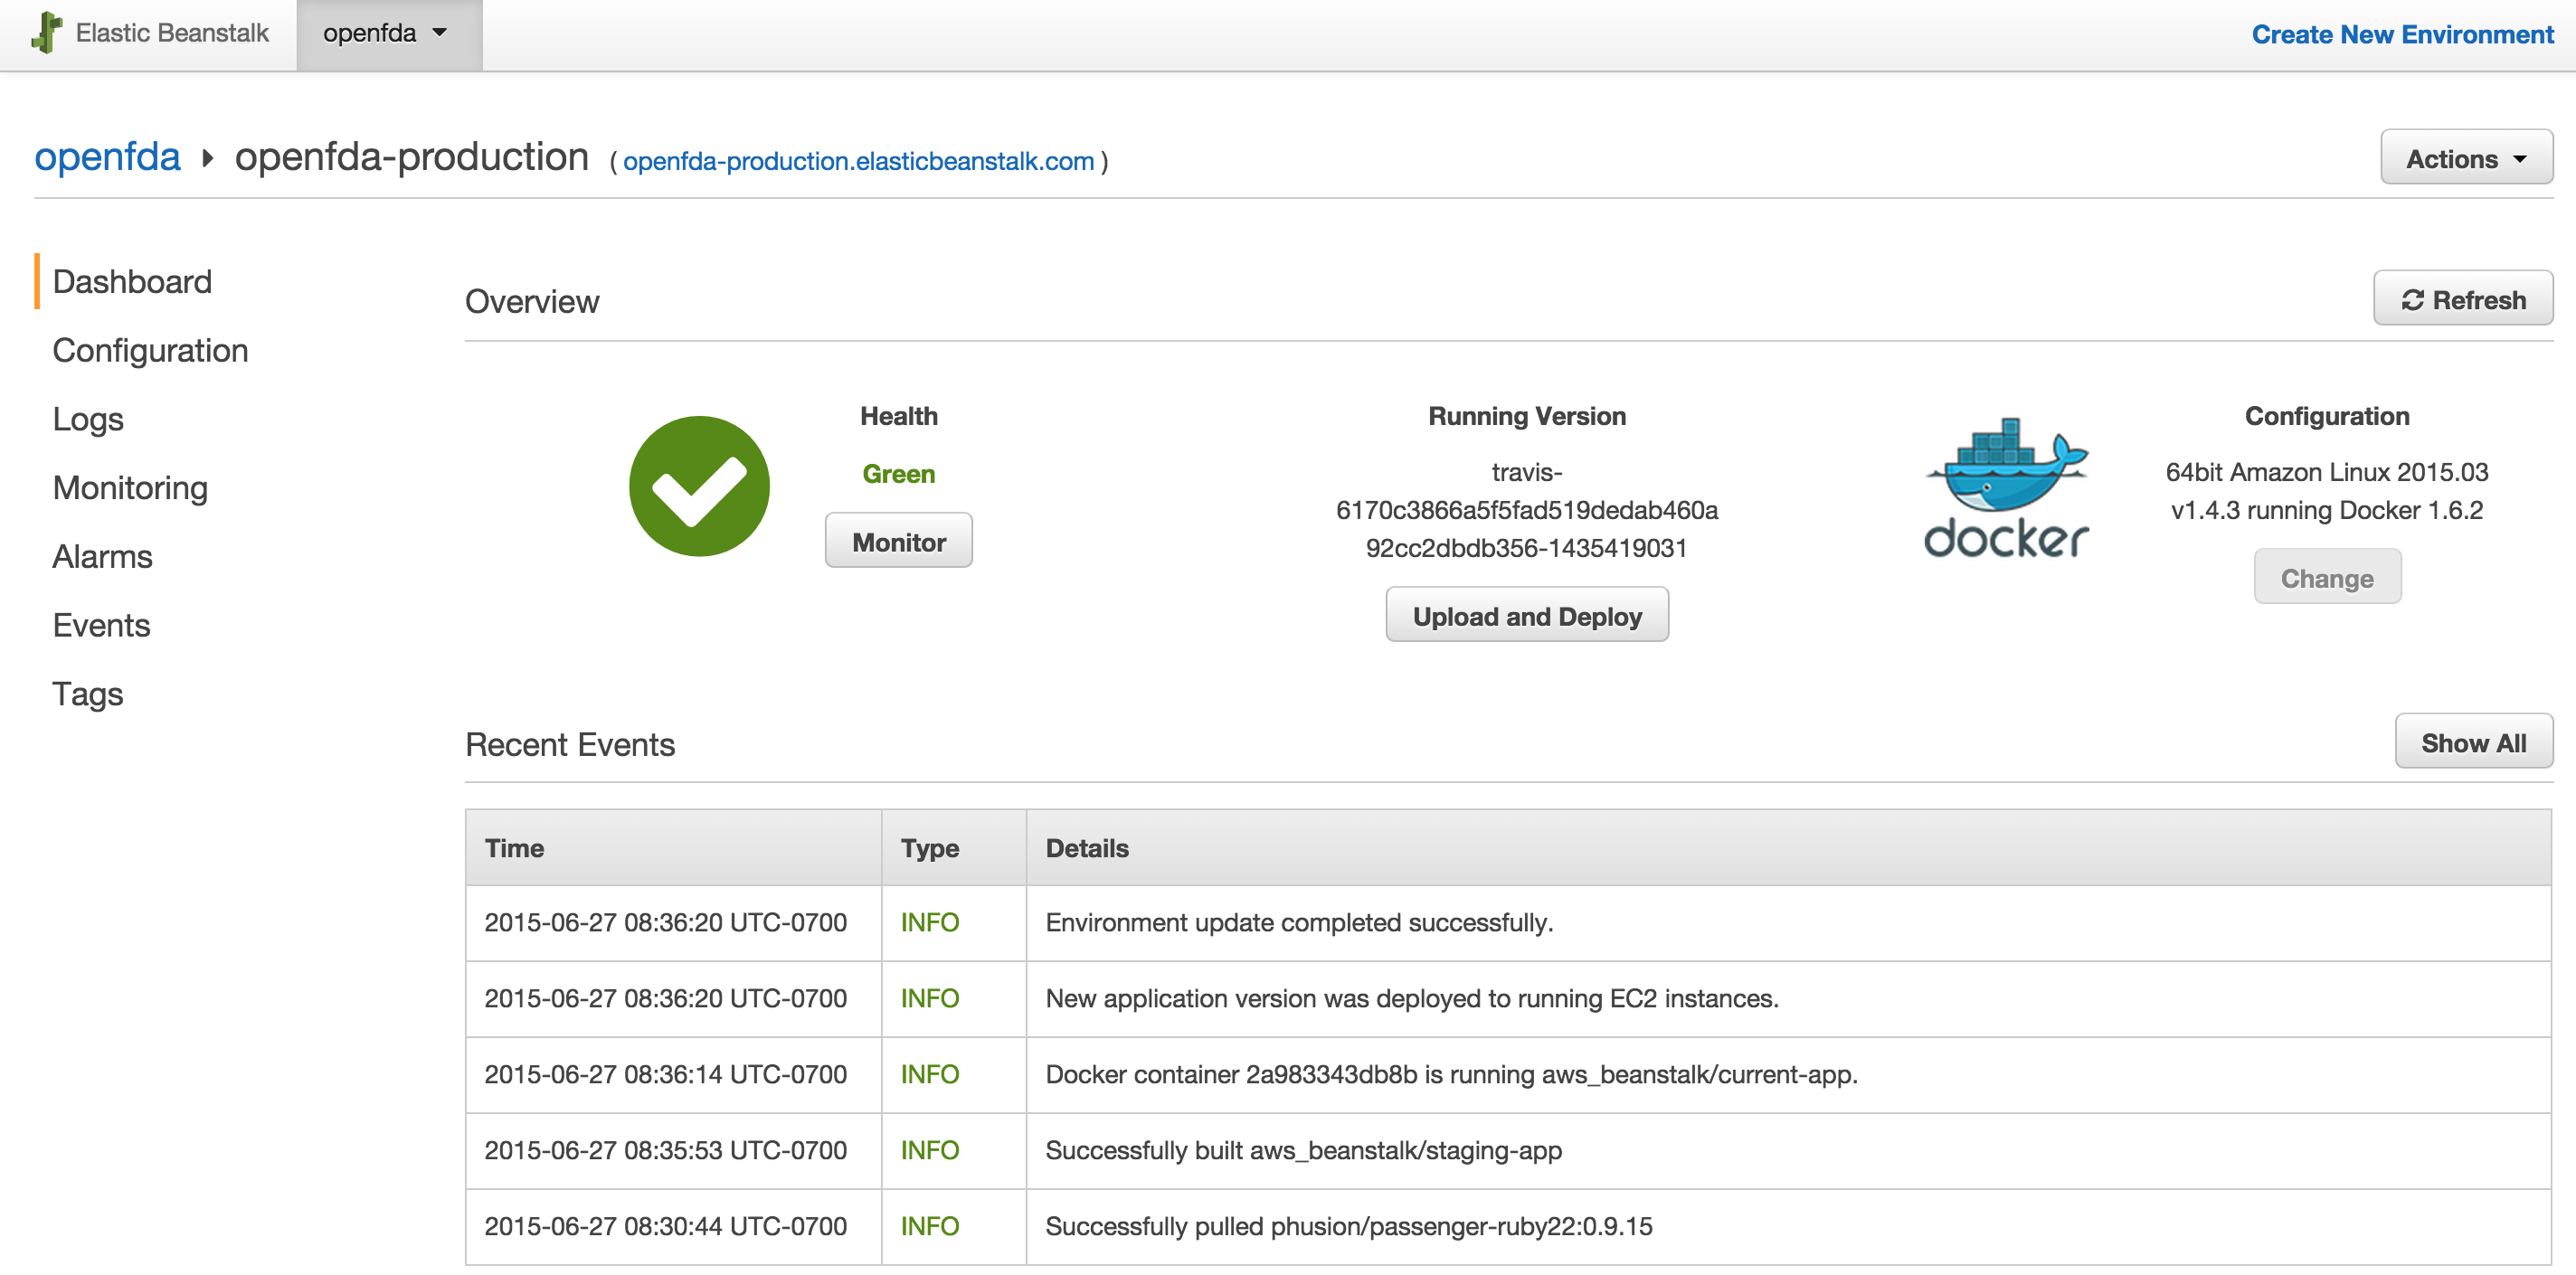 Elastic Beanstalk openfda Create New Environment
openfda openfda-production ( openfda-production.elasticbeanstalk.com ) Actions
Dashboard
Configuration
Logs
Monitoring
Alarms
Events
Tags
Overview Refresh
Health
Green
Monitor
Running Version
travis-
6170c3866a5f5fad519dedab460a
92cc2dbdb356-1435419031
Upload and Deploy
docker
Configuration
64bit Amazon Linux 2015.03
v1.4.3 running Docker 1.6.2
Change
Recent Events Show All
Time Type Details
2015-06-27 08:36:20 UTC-0700 INFO Environment update completed successfully.
2015-06-27 08:36:20 UTC-0700 INFO New application version was deployed to running EC2 instances.
2015-06-27 08:36:14 UTC-0700 INFO Docker container 2a983343db8b is running aws_beanstalk/current-app.
2015-06-27 08:35:53 UTC-0700 INFO Successfully built aws_beanstalk/staging-app
2015-06-27 08:30:44 UTC-0700 INFO Successfully pulled phusion/passenger-ruby22:0.9.15